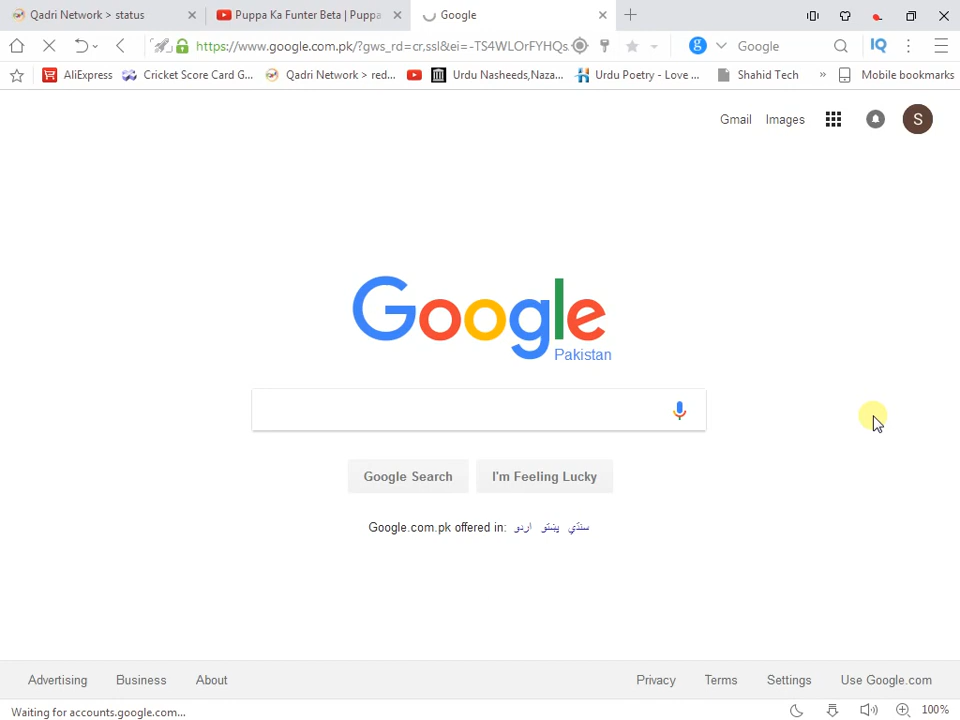 Qadri Network > status
Puppa Ka Funter Beta | Puppa
Google
https://www.google.com.pk/?gws_rd=cr,ssl&ei=-TS4WLOrFYHQs
Google
IQ
AliExpress
Cricket Score Card G...
Qadri Network > red...
Urdu Nasheeds,Naza...
Urdu Poetry - Love ...
Shahid Tech
»
Mobile bookmarks
Gmail Images S
Google
Pakistan
Google Search I'm Feeling Lucky
Google.com.pk offered in: اردو پښتو سنڌي
Advertising Business About Privacy Terms Settings Use Google.com
Waiting for accounts.google.com... 100%